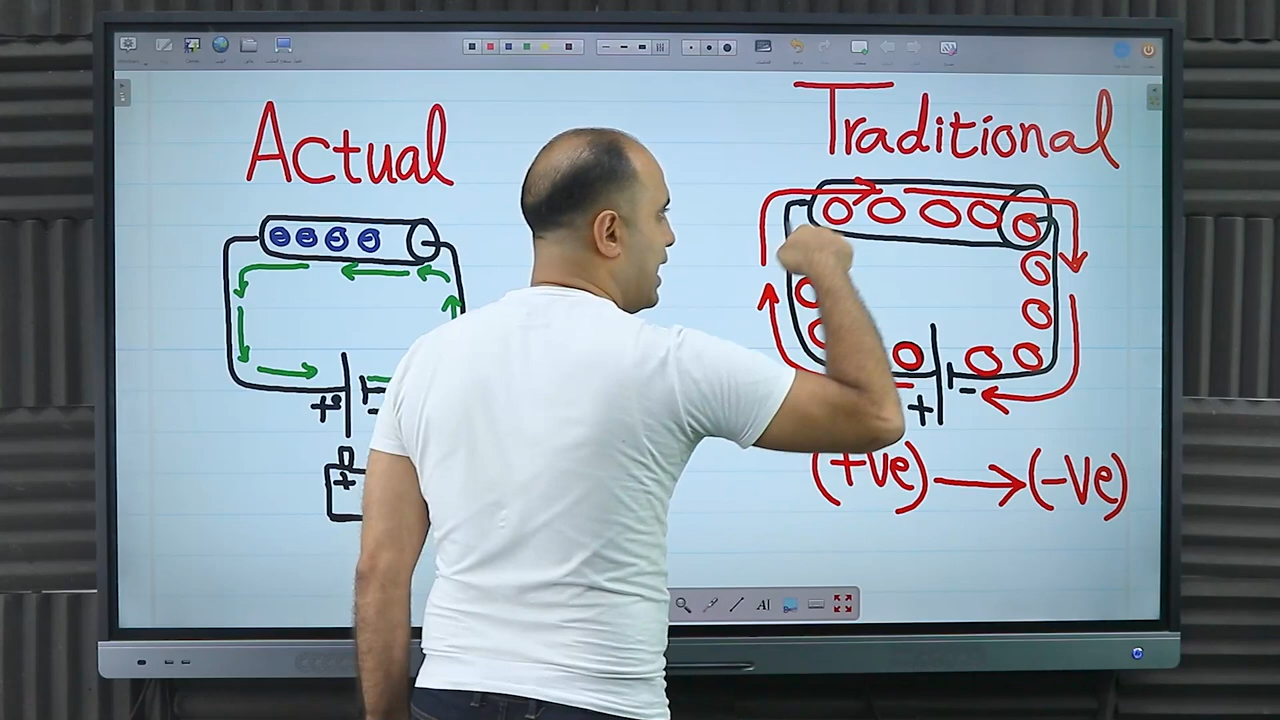 Actual
Traditional
+
-
+
+
-
(+Ve) → (-Ve)
A